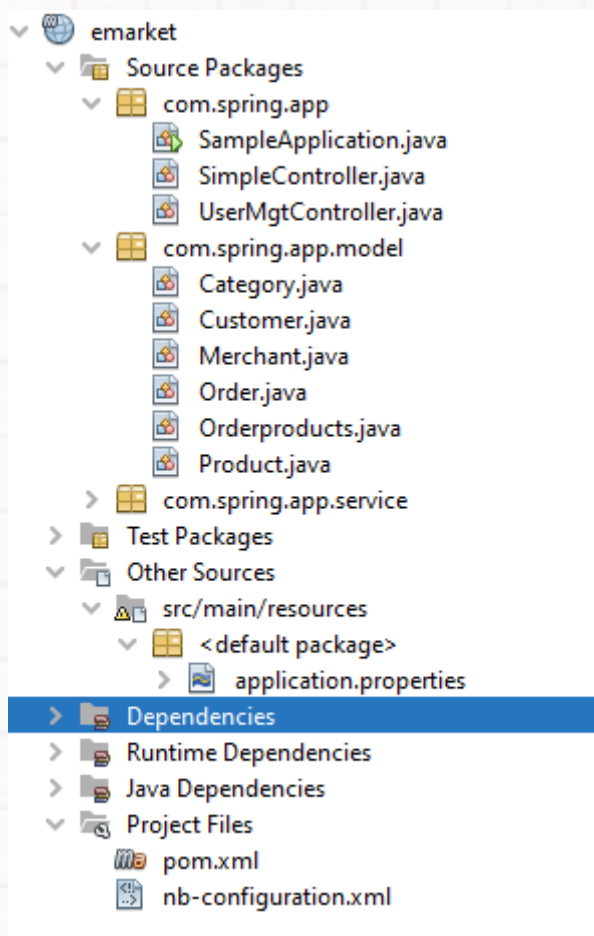 emarket
Source Packages
com.spring.app
SampleApplication.java
SimpleController.java
UserMgtController.java
com.spring.app.model
Category.java
Customer.java
Merchant.java
Order.java
Orderproducts.java
Product.java
com.spring.app.service
Test Packages
Other Sources
src/main/resources
<default package>
application.properties
Dependencies
Runtime Dependencies
Java Dependencies
Project Files
pom.xml
nb-configuration.xml